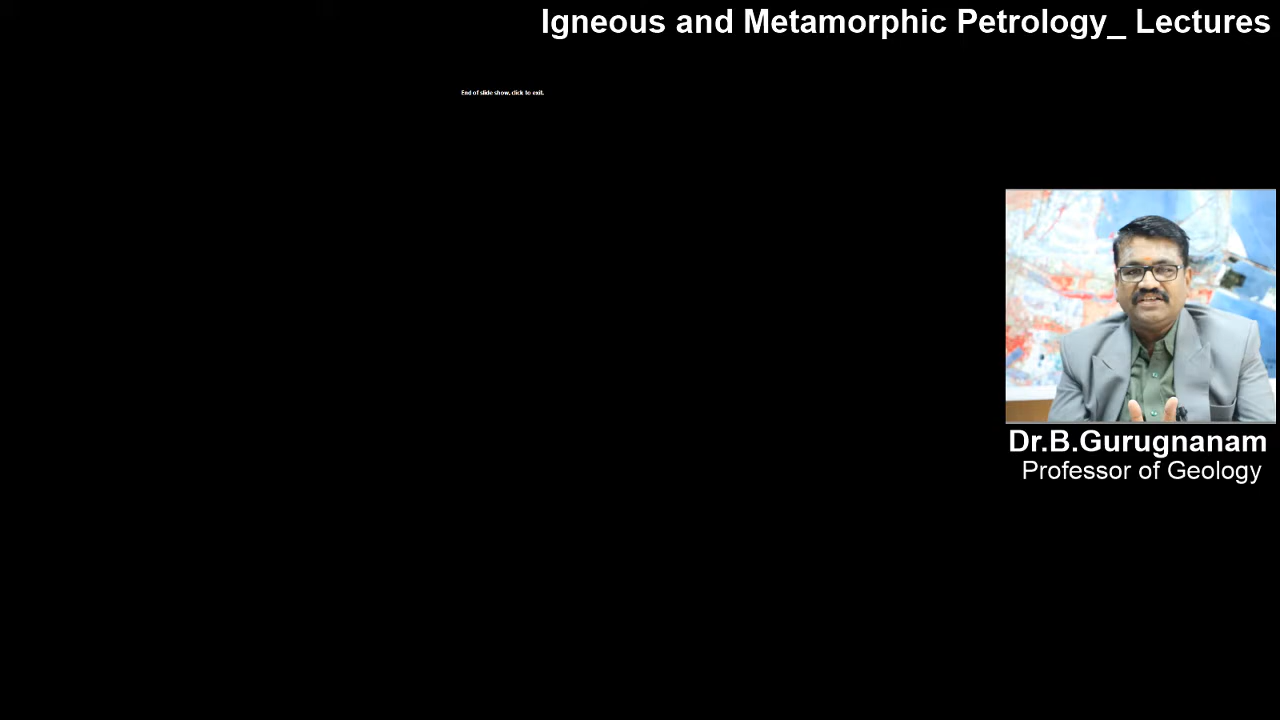 Igneous and Metamorphic Petrology_ Lectures
End of slide show, click to exit.
Dr.B.Gurugnanam
Professor of Geology